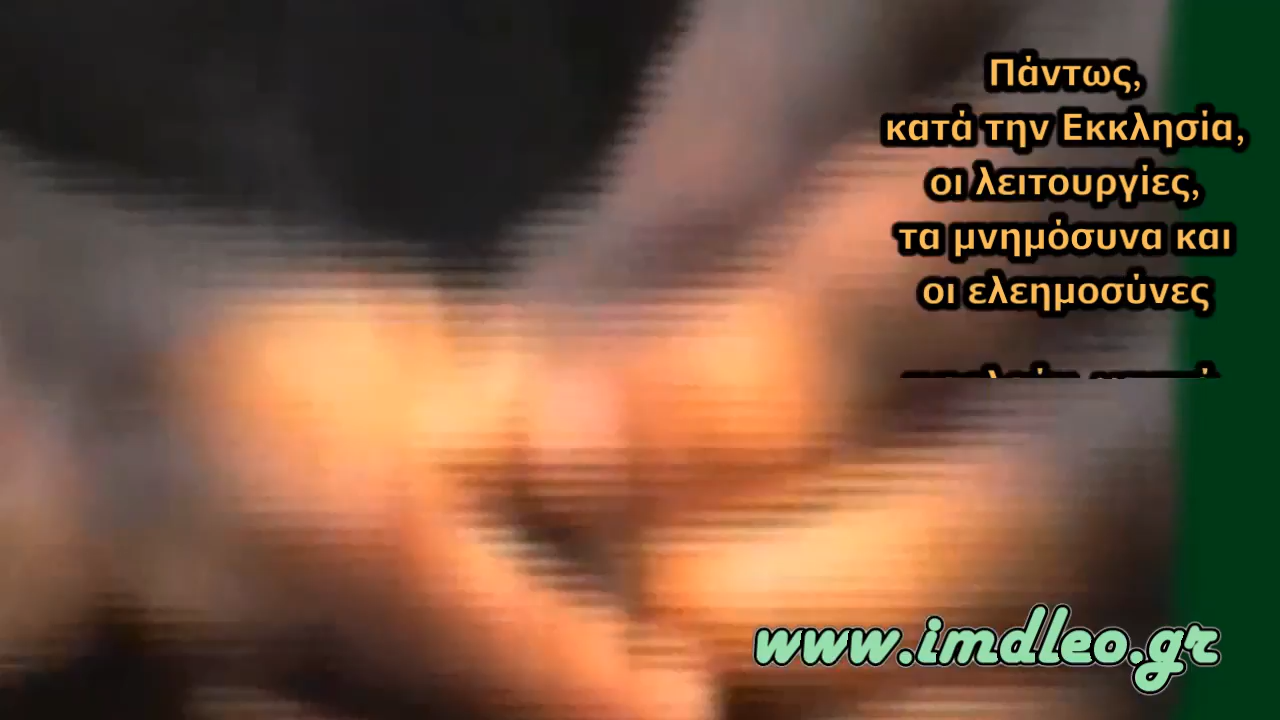 Πάντως,
κατά την Εκκλησία,
οι λειτουργίες,
τα μνημόσυνα και
οι ελεημοσύνες
www.imdleo.gr